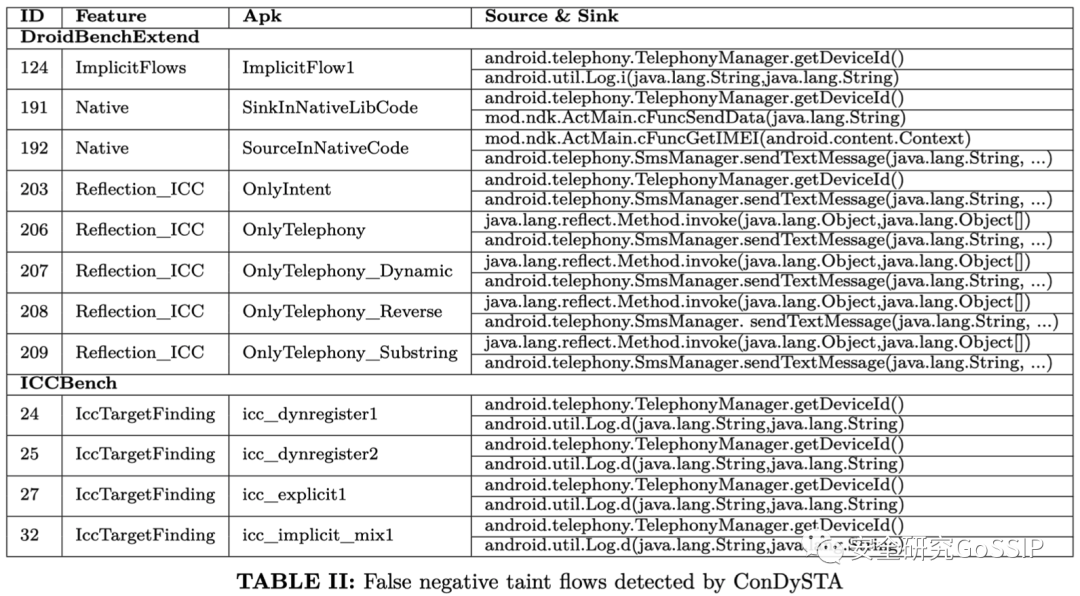 ID Feature Apk Source & Sink
DroidBenchExtend
124 ImplicitFlows ImplicitFlow1 android.telephony.TelephonyManager.getDeviceId()
android.util.Log.i(java.lang.String,java.lang.String)
191 Native SinkInNativeLibCode android.telephony.TelephonyManager.getDeviceId()
mod.ndk.ActMain.cFuncSendData(java.lang.String)
192 Native SourceInNativeCode mod.ndk.ActMain.cFuncGetIMEI(android.content.Context)
android.telephony.SmsManager.sendTextMessage(java.lang.String, ...)
203 Reflection_ICC OnlyIntent android.telephony.TelephonyManager.getDeviceId()
android.telephony.SmsManager.sendTextMessage(java.lang.String, ...)
206 Reflection_ICC OnlyTelephony java.lang.reflect.Method.invoke(java.lang.Object,java.lang.Object[])
android.telephony.SmsManager.sendTextMessage(java.lang.String, ...)
207 Reflection_ICC OnlyTelephony_Dynamic java.lang.reflect.Method.invoke(java.lang.Object,java.lang.Object[])
android.telephony.SmsManager.sendTextMessage(java.lang.String, ...)
208 Reflection_ICC OnlyTelephony_Reverse java.lang.reflect.Method.invoke(java.lang.Object,java.lang.Object[])
android.telephony.SmsManager. sendTextMessage(java.lang.String, ...)
209 Reflection_ICC OnlyTelephony_Substring java.lang.reflect.Method.invoke(java.lang.Object,java.lang.Object[])
android.telephony.SmsManager.sendTextMessage(java.lang.String, ...)
ICCBench
24 IccTargetFinding icc_dynregister1 android.telephony.TelephonyManager.getDeviceId()
android.util.Log.d(java.lang.String,java.lang.String)
25 IccTargetFinding icc_dynregister2 android.telephony.TelephonyManager.getDeviceId()
android.util.Log.d(java.lang.String,java.lang.String)
27 IccTargetFinding icc_explicit1 android.telephony.TelephonyManager.getDeviceId()
android.util.Log.d(java.lang.String,java.lang.String)
32 IccTargetFinding icc_implicit_mix1 android.telephony.TelephonyManager.getDeviceId()
android.util.Log.d(java.lang.String,java.lang.String)
安全研究GoSSIP
TABLE II: False negative taint flows detected by ConDySTA